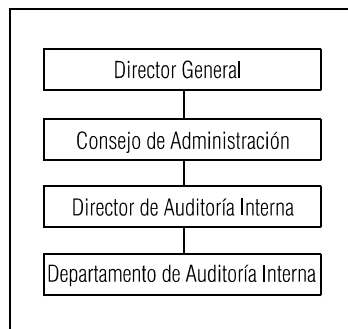 Director General
Consejo de Administración
Director de Auditoría Interna
Departamento de Auditoría Interna